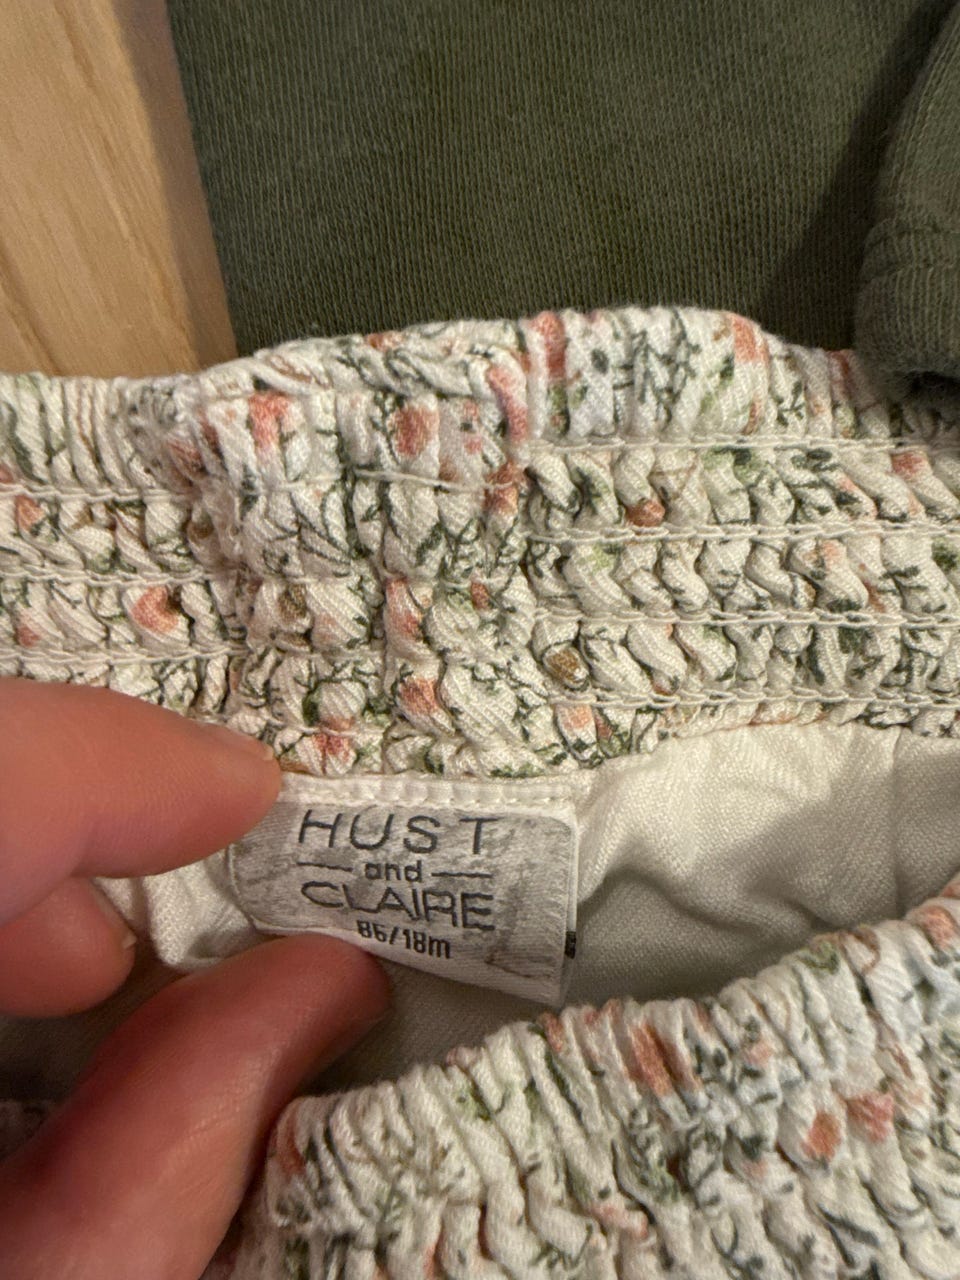 HUST
and
CLAIRE
86/18m